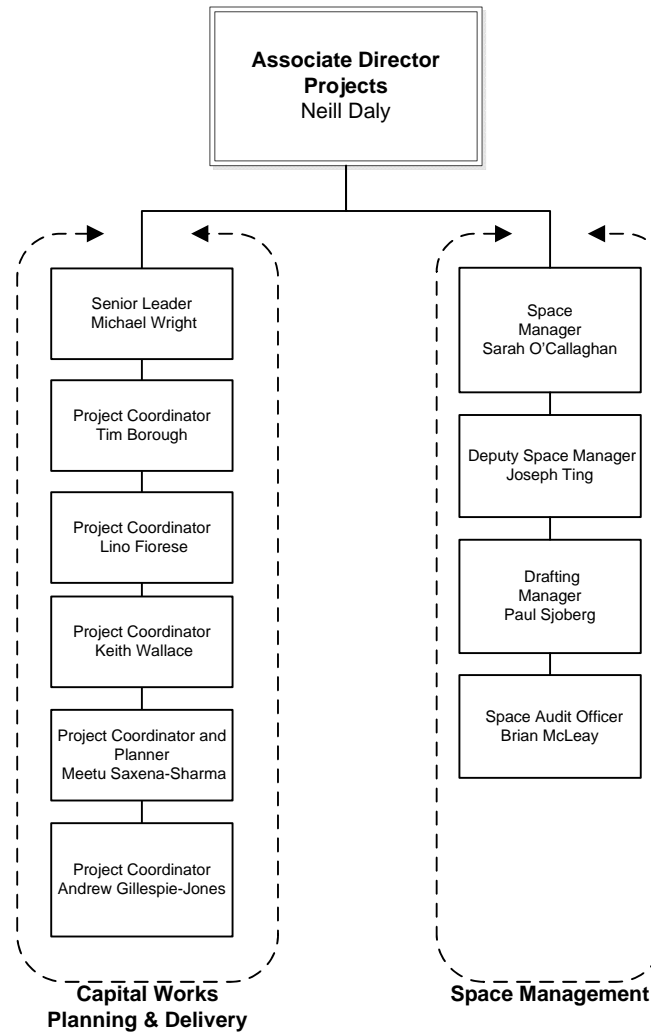 Associate Director
Projects
Neill Daly
Senior Leader
Michael Wright
Project Coordinator
Tim Borough
Project Coordinator
Lino Fiorese
Project Coordinator
Keith Wallace
Project Coordinator and
Planner
Meetu Saxena-Sharma
Project Coordinator
Andrew Gillespie-Jones
Capital Works
Planning & Delivery
Space
Manager
Sarah O’Callaghan
Deputy Space Manager
Joseph Ting
Drafting
Manager
Paul Sjoberg
Space Audit Officer
Brian McLeay
Space Management